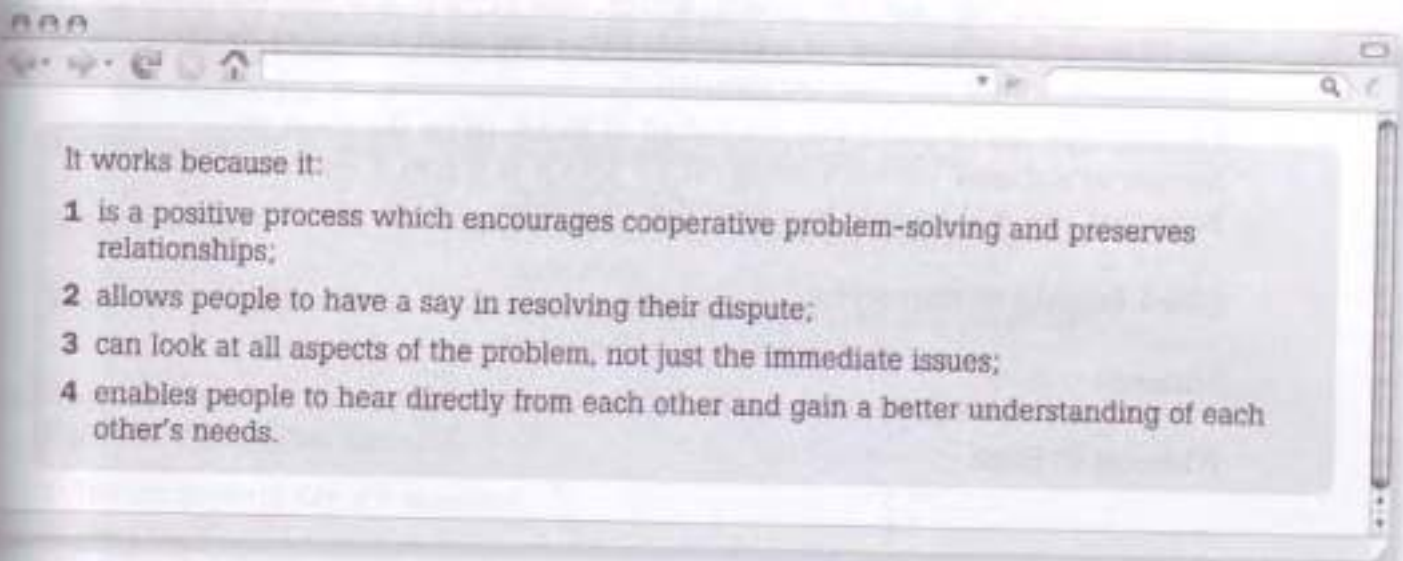 It works because it:
1 is a positive process which encourages cooperative problem-solving and preserves
relationships;
2 allows people to have a say in resolving their dispute;
3 can look at all aspects of the problem, not just the immediate issues;
4 enables people to hear directly from each other and gain a better understanding of each
other's needs.